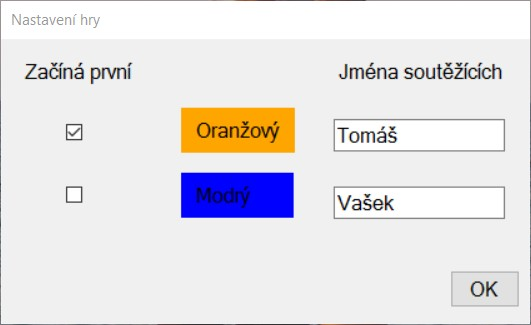 Nastavení hry
Začíná první Jména soutěžících
Oranžový Tomáš
Modrý Vašek
OK